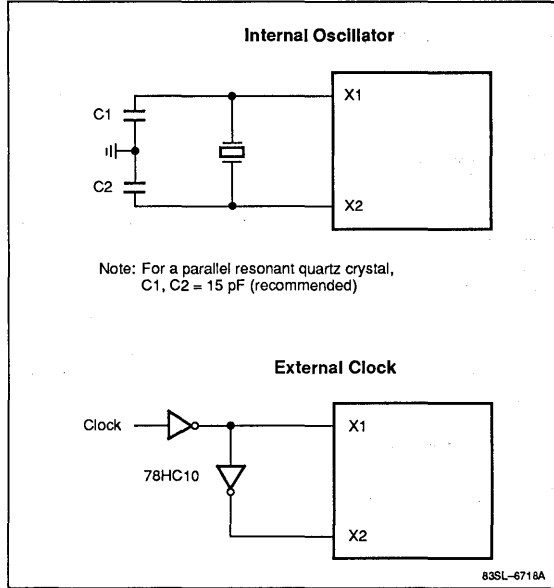 Internal Oscillator
X1
C1
C2
X2
Note: For a parallel resonant quartz crystal,
C1, C2 = 15 pF (recommended)
External Clock
Clock
X1
78HC10
X2
83SL–6718A